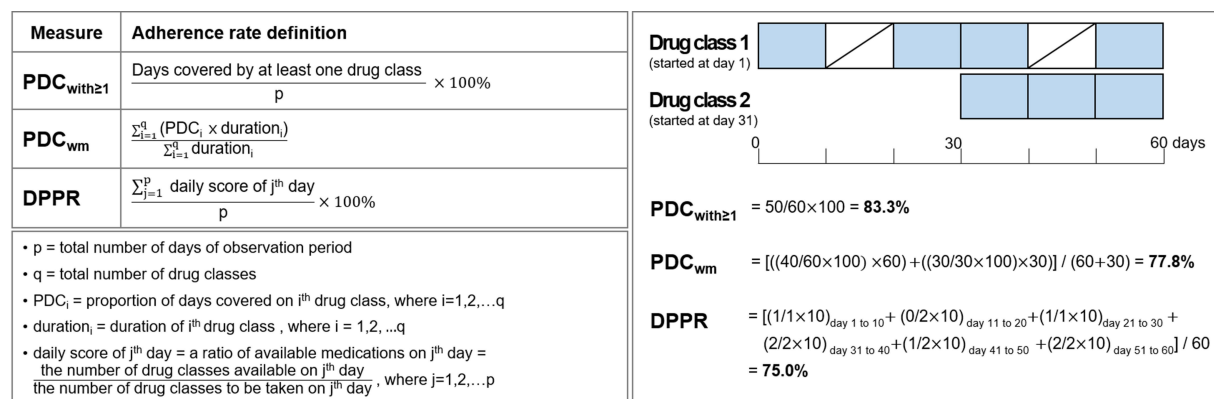 Measure Adherence rate definition
PDCwith≥1 Days covered by at least one drug class / p × 100%
PDCwm ∑i=1q (PDCi x durationi) / ∑i=1q durationi
DPPR ∑j=1p daily score of jth day / p × 100%
• p = total number of days of observation period
• q = total number of drug classes
• PDCi = proportion of days covered on ith drug class, where i=1,2,…q
• durationi = duration of ith drug class , where i = 1,2, ...q
• daily score of jth day = a ratio of available medications on jth day =
the number of drug classes available on jth day
the number of drug classes to be taken on jth day , where j=1,2,…p
Drug class 1
(started at day 1)
Drug class 2
(started at day 31)
0 30 60 days
PDCwith≥1 = 50/60×100 = 83.3%
PDCwm = [((40/60×100) ×60) +((30/30×100)×30)] / (60+30) = 77.8%
DPPR = [(1/1×10)day 1 to 10+ (0/2×10) day 11 to 20+(1/1×10)day 21 to 30 +
(2/2×10) day 31 to 40+(1/2×10) day 41 to 50 +(2/2×10) day 51 to 60] / 60
= 75.0%